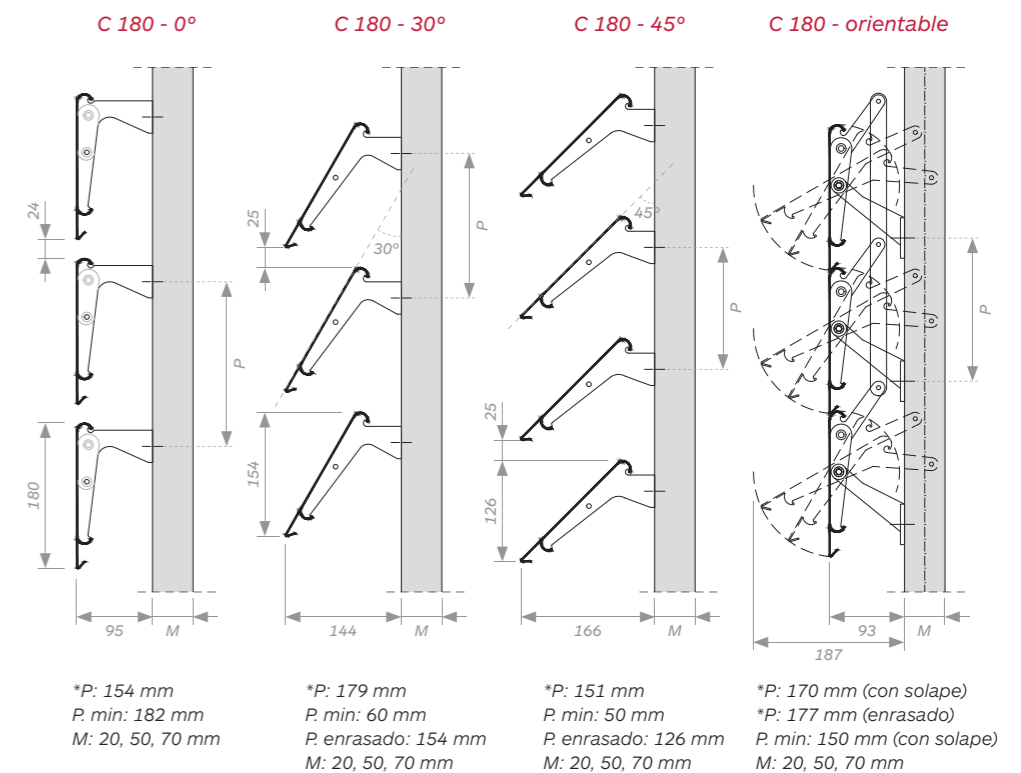 C 180 - 0º
C 180 - 30º
C 180 - 45º
C 180 - orientable
24
P
180
95
M
25
30º
P
154
144
M
45º
P
25
126
166
M
P
93
M
187
*P: 154 mm
P. min: 182 mm
M: 20, 50, 70 mm
*P: 179 mm
P. min: 60 mm
P. enrasado: 154 mm
M: 20, 50, 70 mm
*P: 151 mm
P. min: 50 mm
P. enrasado: 126 mm
M: 20, 50, 70 mm
*P: 170 mm (con solape)
*P: 177 mm (enrasado)
P. min: 150 mm (con solape)
M: 20, 50, 70 mm